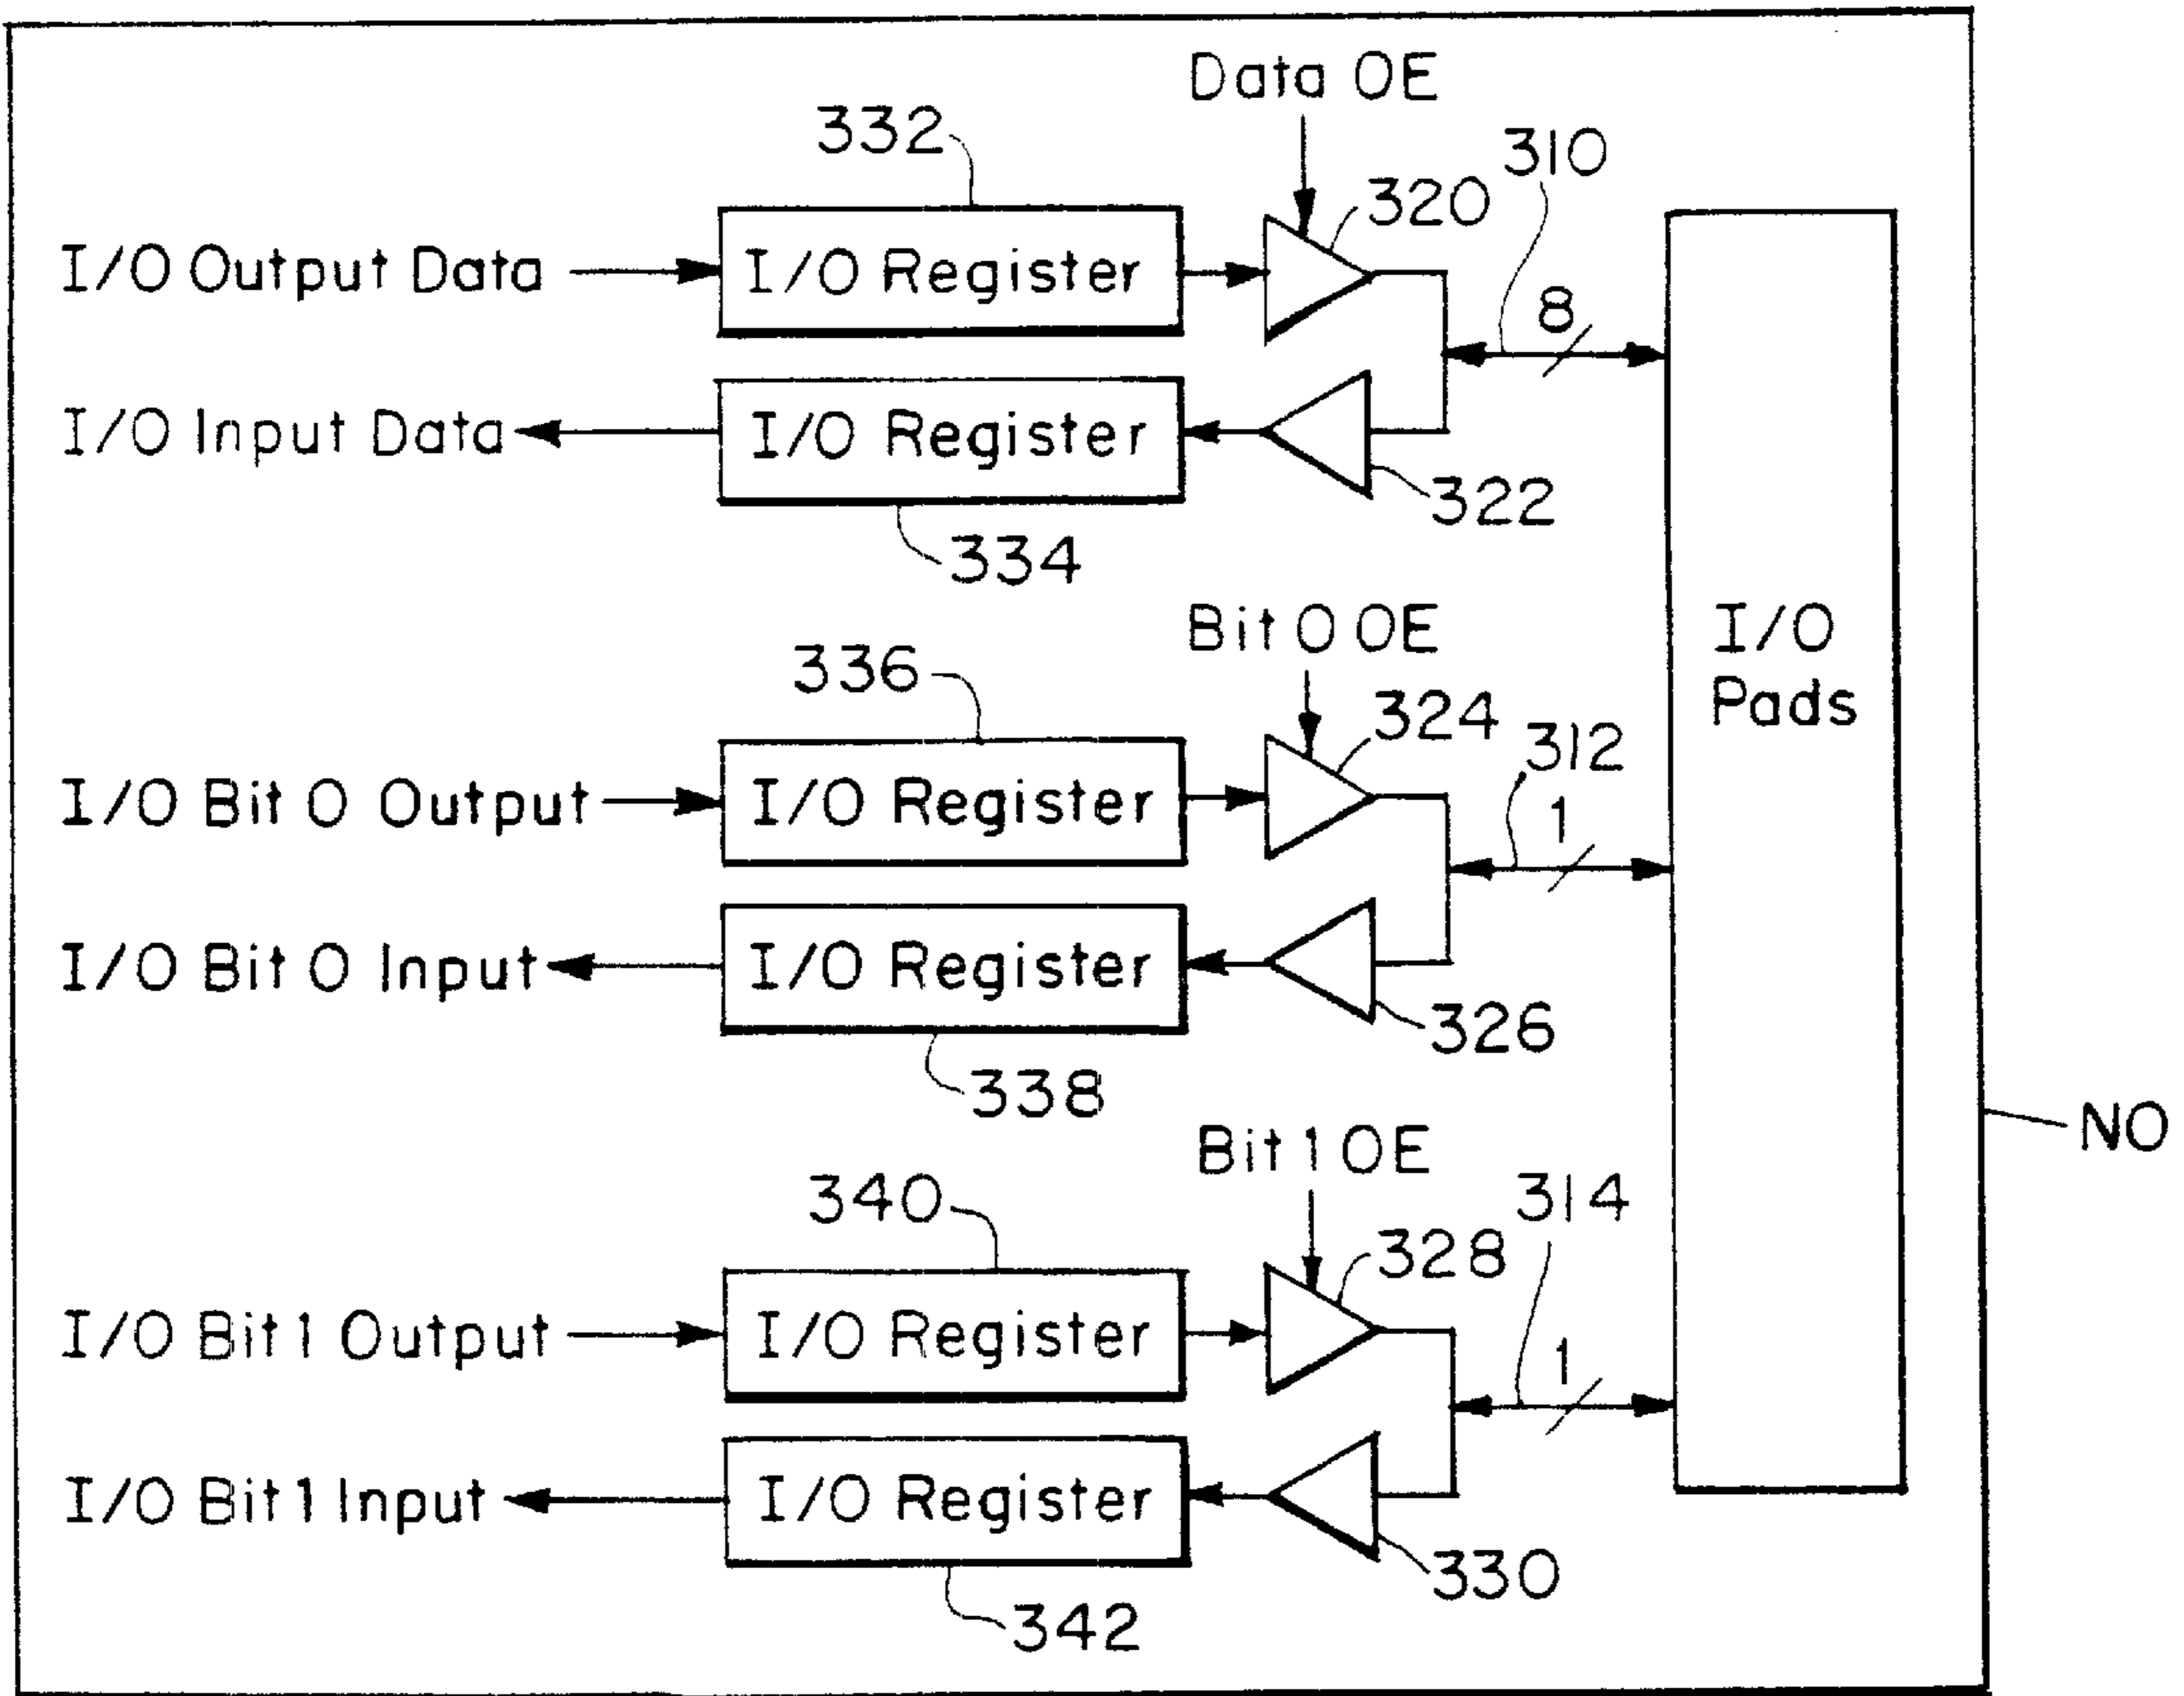 Data OE
332
310
320
I/O Output Data
I/O Register
8
I/O Input Data
I/O Register
322
334
Bit 0 OE
I/O
Pads
336
324
312
I/O Bit 0 Output
I/O Register
1
I/O Bit 0 Input
I/O Register
326
338
NO
Bit 1 OE
340
314
328
I/O Bit 1 Output
I/O Register
1
I/O Bit 1 Input
I/O Register
330
342